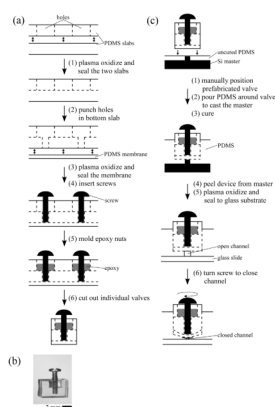 (a)
holes
PDMS slabs
(1) plasma oxidize and
seal the two slabs
(2) punch holes
in bottom slab
PDMS membrane
(3) plasma oxidize and
seal the membrane
(4) insert screws
screw
(5) mold epoxy nuts
epoxy
(6) cut out individual valves
(b)
2 mm
(c)
uncured PDMS
Si master
(1) manually position
prefabricated valve
(2) pour PDMS around valve
to cast the master
(3) cure
PDMS
(4) peel device from master
(5) plasma oxidize and
seal to glass substrate
open channel
glass slide
(6) turn screw to close
channel
closed channel